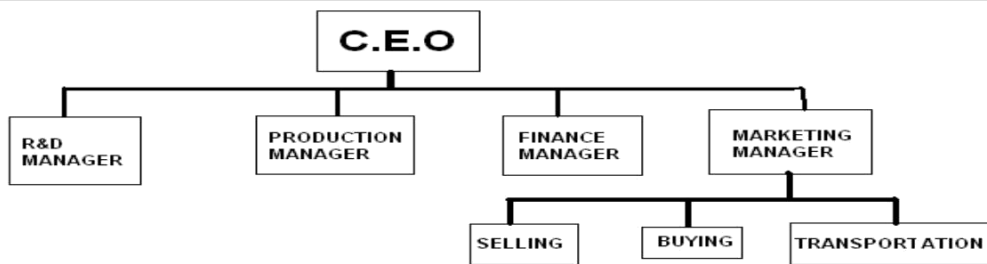 C.E.O
R&D
MANAGER
PRODUCTION
MANAGER
FINANCE
MANAGER
MARKETING
MANAGER
SELLING
BUYING
TRANSPORTATION